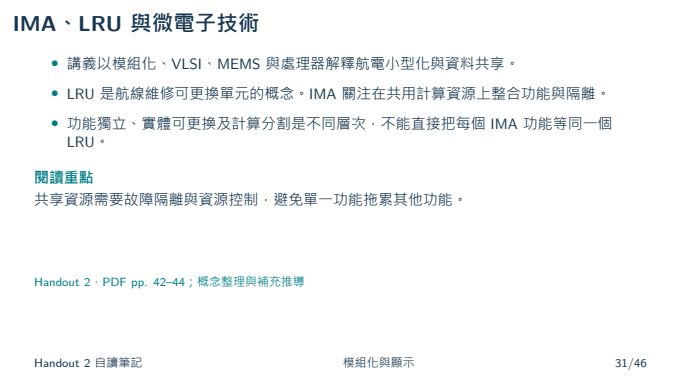 IMA、LRU 與微電子技術
• 講義以模組化、VLSI、MEMS 與處理器解釋航電小型化與資料共享。
• LRU 是航線維修可更換單元的概念。IMA 關注在共用計算資源上整合功能與隔離。
• 功能獨立、實體可更換及計算分割是不同層次，不能直接把每個 IMA 功能等同一個
LRU。
閱讀重點
共享資源需要故障隔離與資源控制，避免單一功能拖累其他功能。
Handout 2，PDF pp. 42–44；概念整理與補充推導
Handout 2 自讀筆記 模組化與顯示 31/46